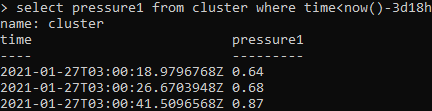 > select pressure1 from cluster where time<now()-3d18h
name: cluster
time pressure1
---- ---------
2021-01-27T03:00:18.9796768Z 0.64
2021-01-27T03:00:26.6703948Z 0.68
2021-01-27T03:00:41.5096568Z 0.87